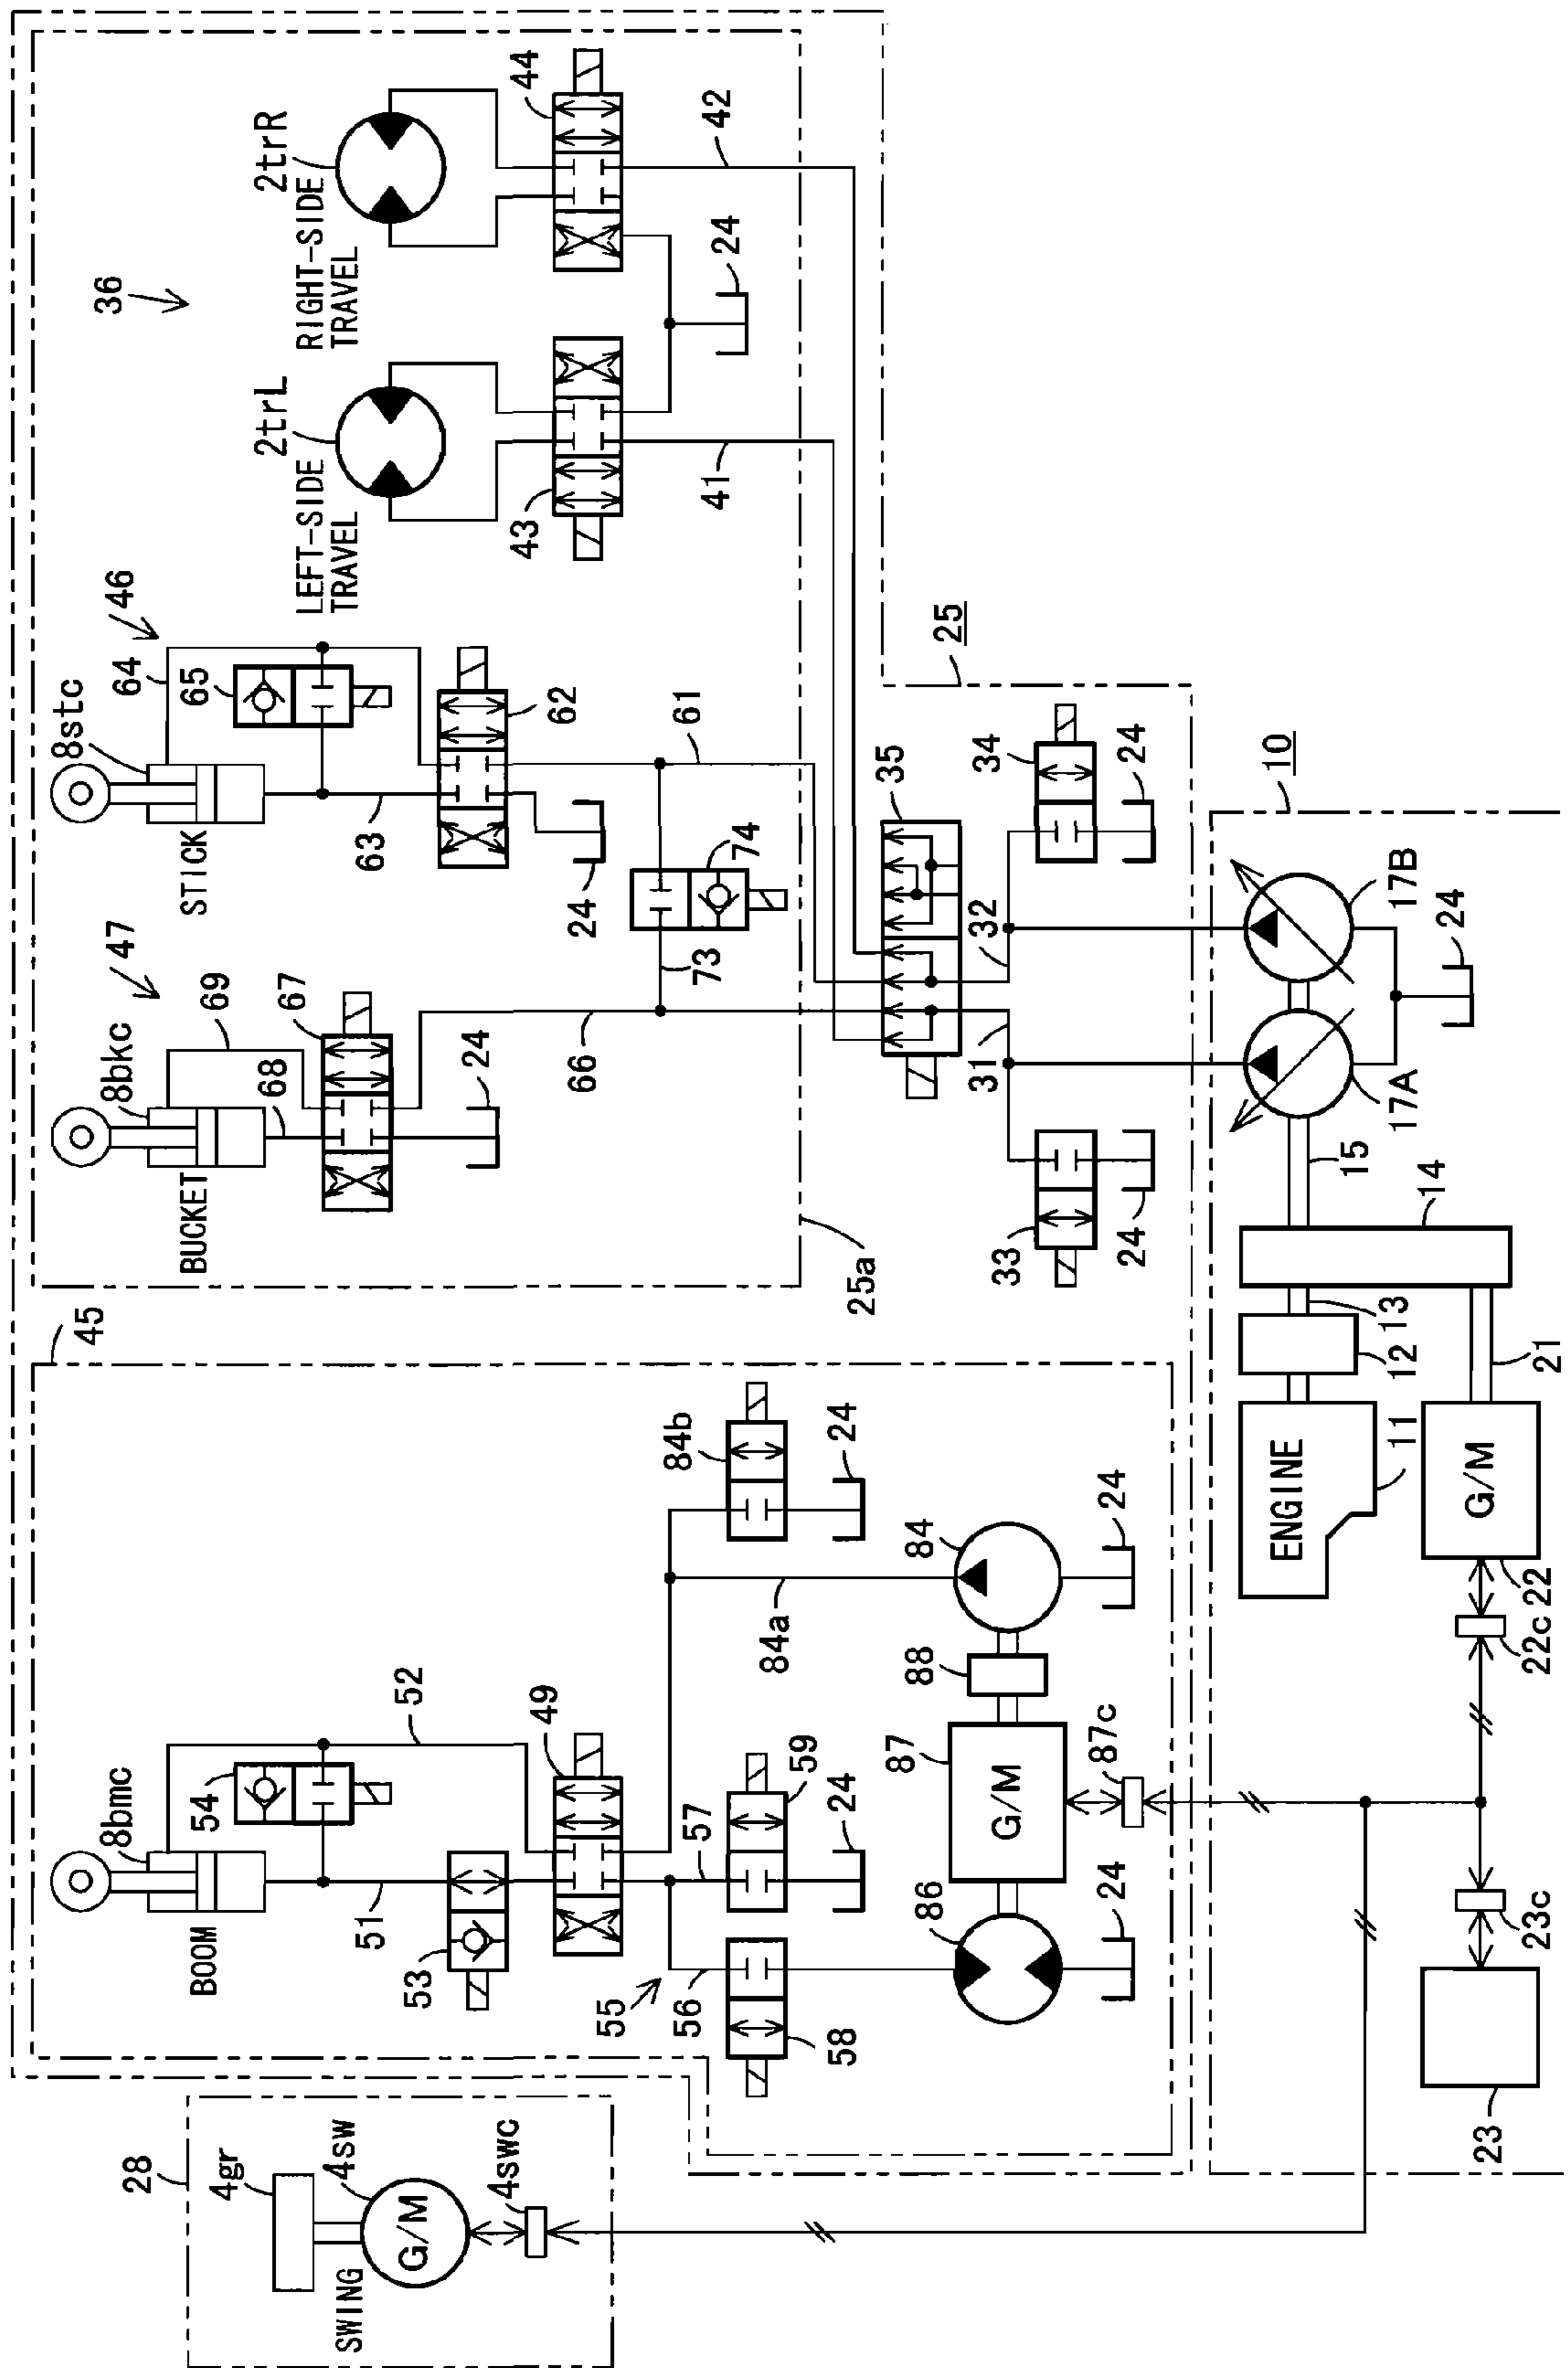 36
2trR
RIGHT-SIDE
TRAVEL
44
42
24
2trL
LEFT-SIDE
TRAVEL
43
41
46
64
65
8stc
STICK
62
63
24
61
74
73
47
69
67
8bkc
BUCKET
68
24
66
25a
25
35
34
24
32
31
33
24
10
17B
17A
24
15
14
13
12
21
ENGINE
11
G/M
22
22c
23c
23
45
84b
24
84
24
84a
88
52
49
8bmc
54
BOOM
51
53
59
57
24
87
G/M
87c
86
24
55
56
58
28
4gr
4sw
G/M
4swc
SWING